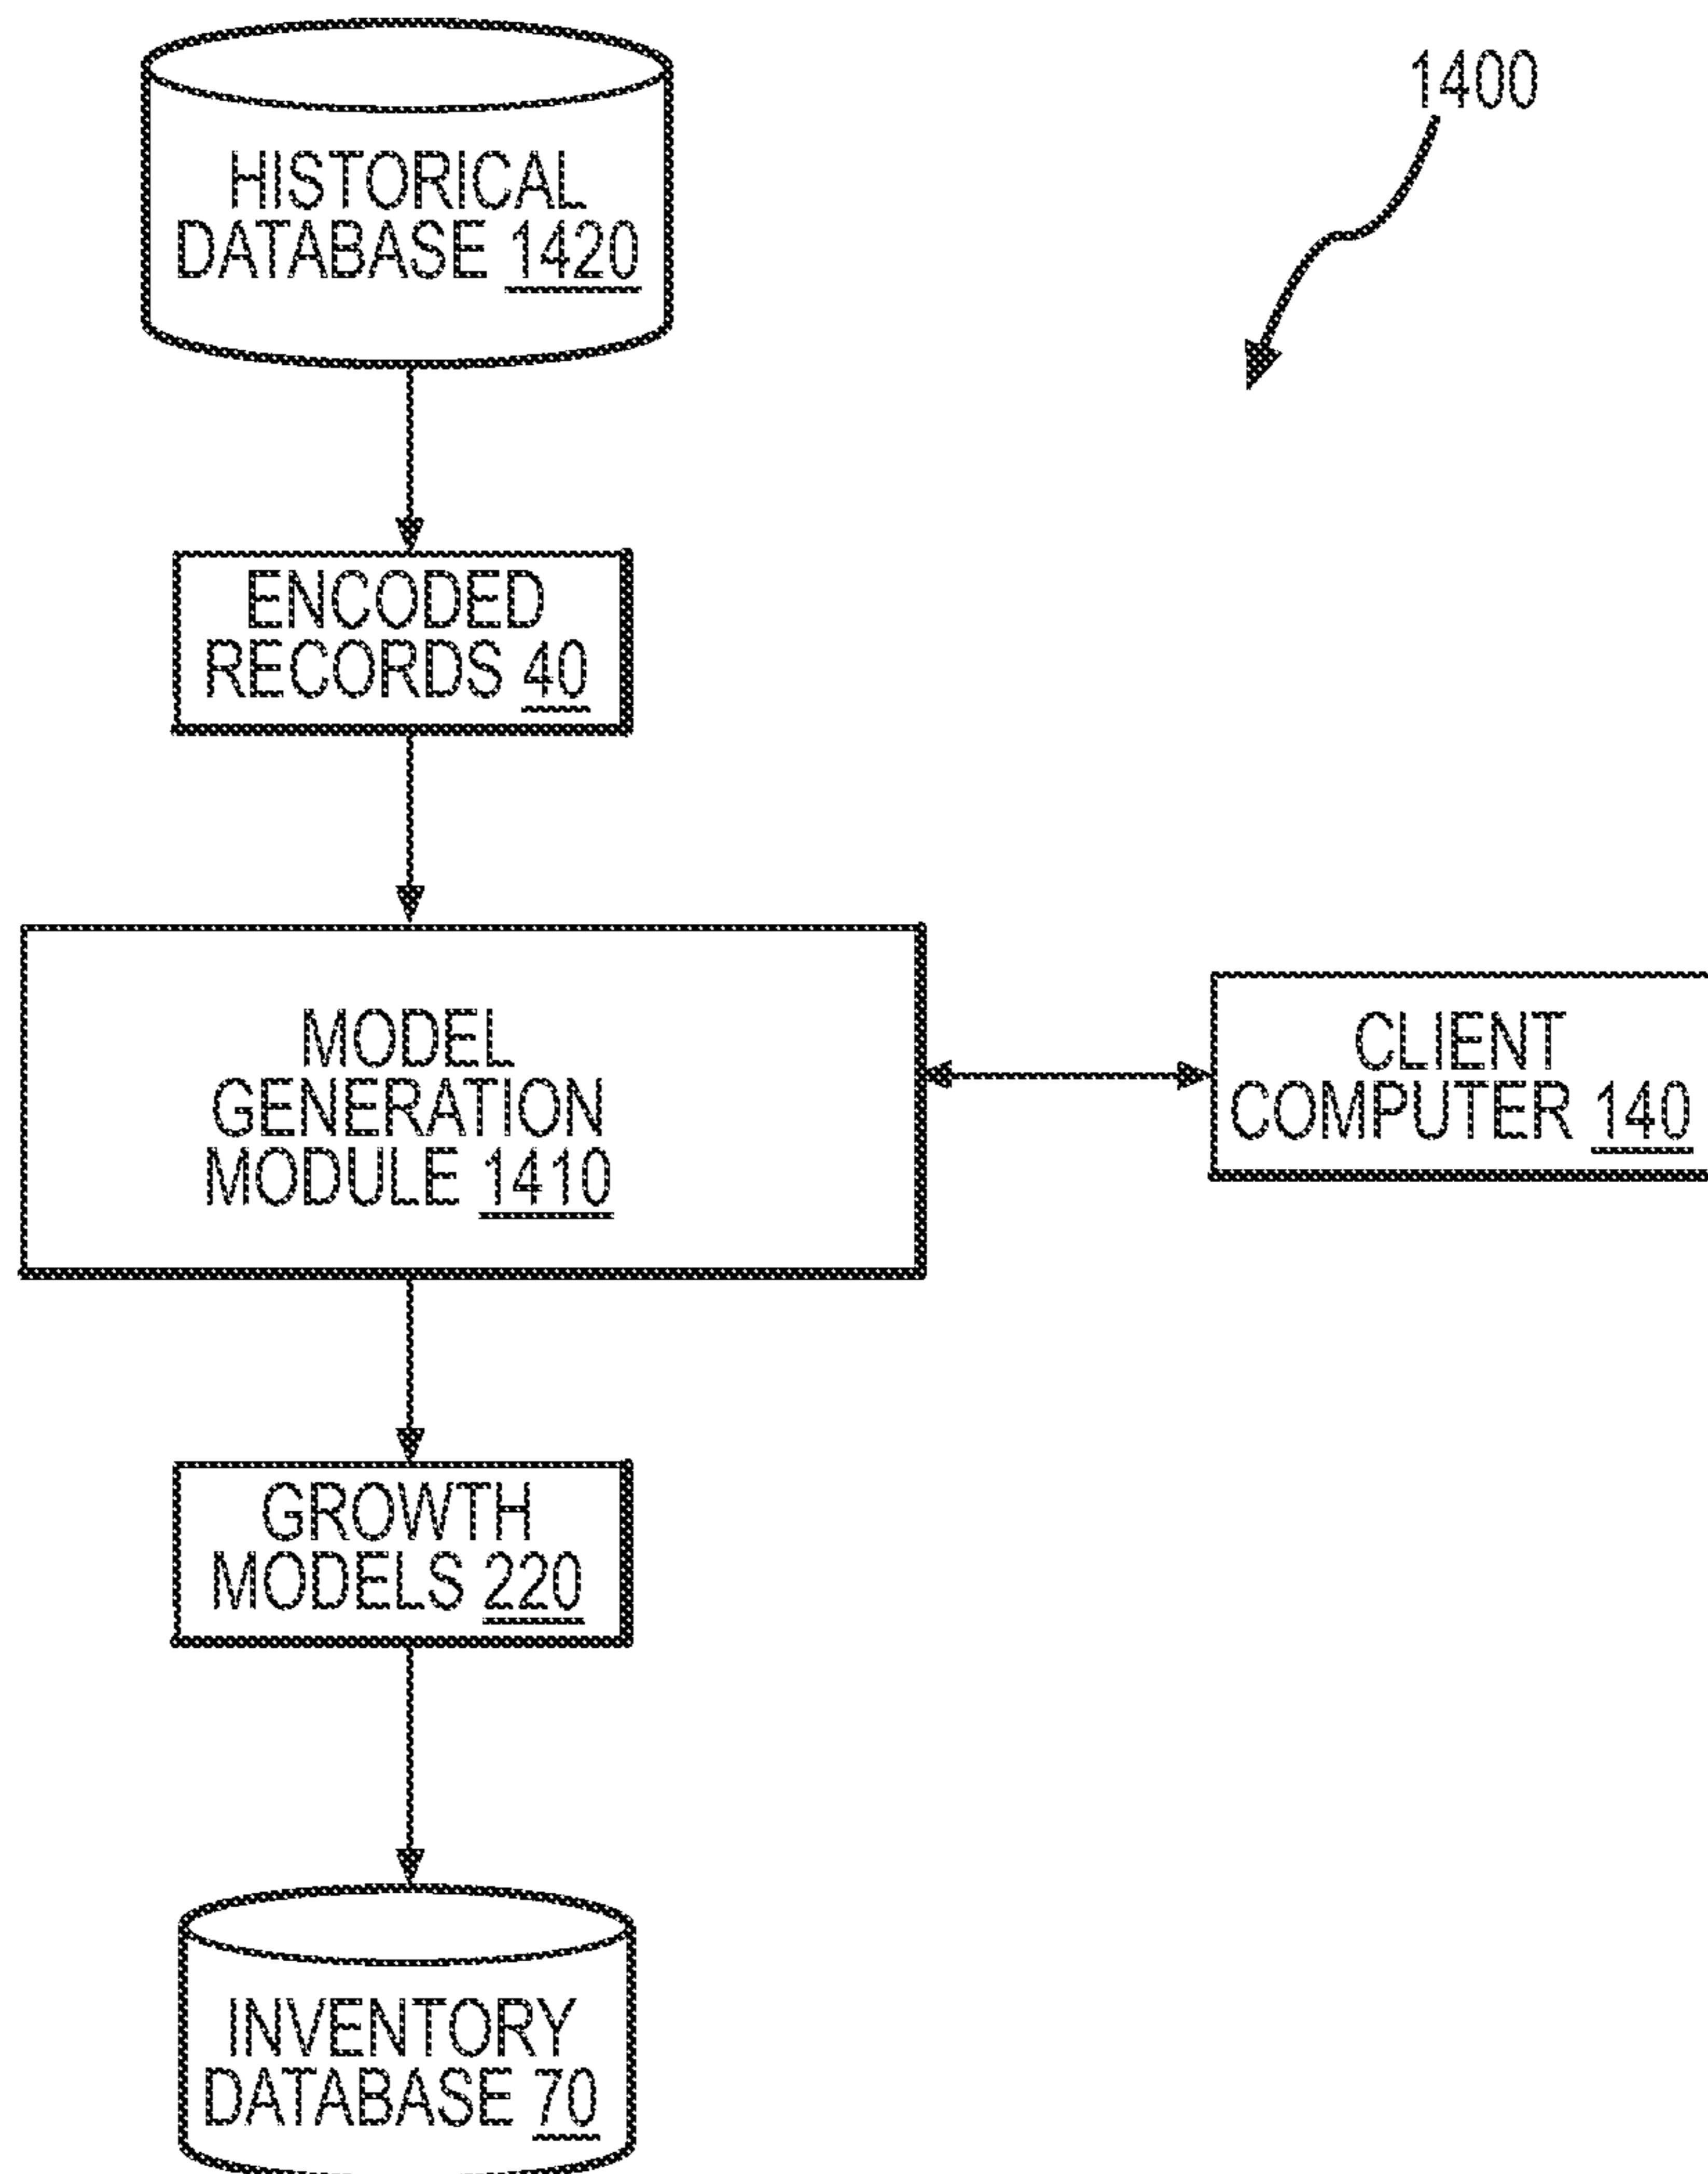 1400
HISTORICAL
DATABASE 1420
ENCODED
RECORDS 40
MODEL
GENERATION
MODULE 1410
CLIENT
COMPUTER 140
GROWTH
MODELS 220
INVENTORY
DATABASE 70